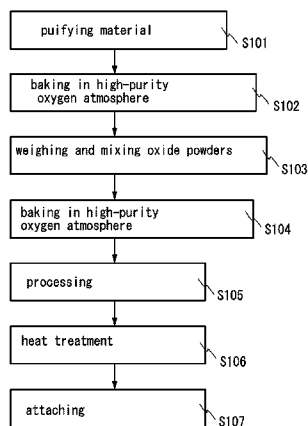 puifying material
S101
baking in high-purity
oxygen atmosphere
S102
weighing and mixing oxide powders
S103
baking in high-purity
oxygen atmosphere
S104
processing
S105
heat treatment
S106
attaching
S107